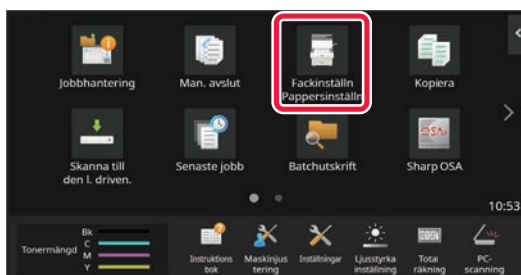 Jobbhantering
Man. avslut
Fackinställn
Pappersinställn
Kopiera
Skanna till
den l. driven.
Senaste jobb
Batchutskrift
Sharp OSA
10:53
Tonermängd
Bk
C
M
Y
Instruktions
bok
Maskinjus
tering
Inställningar
Ljusstyrka
inställning
Total
räkning
PC-
scanning